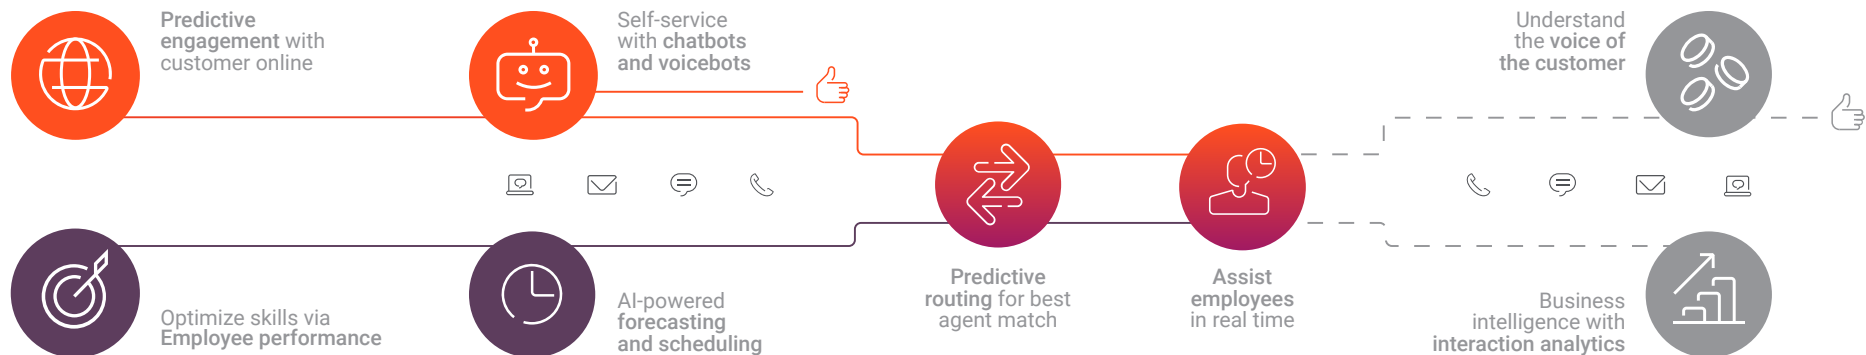 Predictive
engagement with
customer online
Self-service
with chatbots
and voicebots
Understand
the voice of
the customer
Optimize skills via
Employee performance
AI-powered
forecasting
and scheduling
Predictive
routing for best
agent match
Assist
employees
in real time
Business
intelligence with
interaction analytics